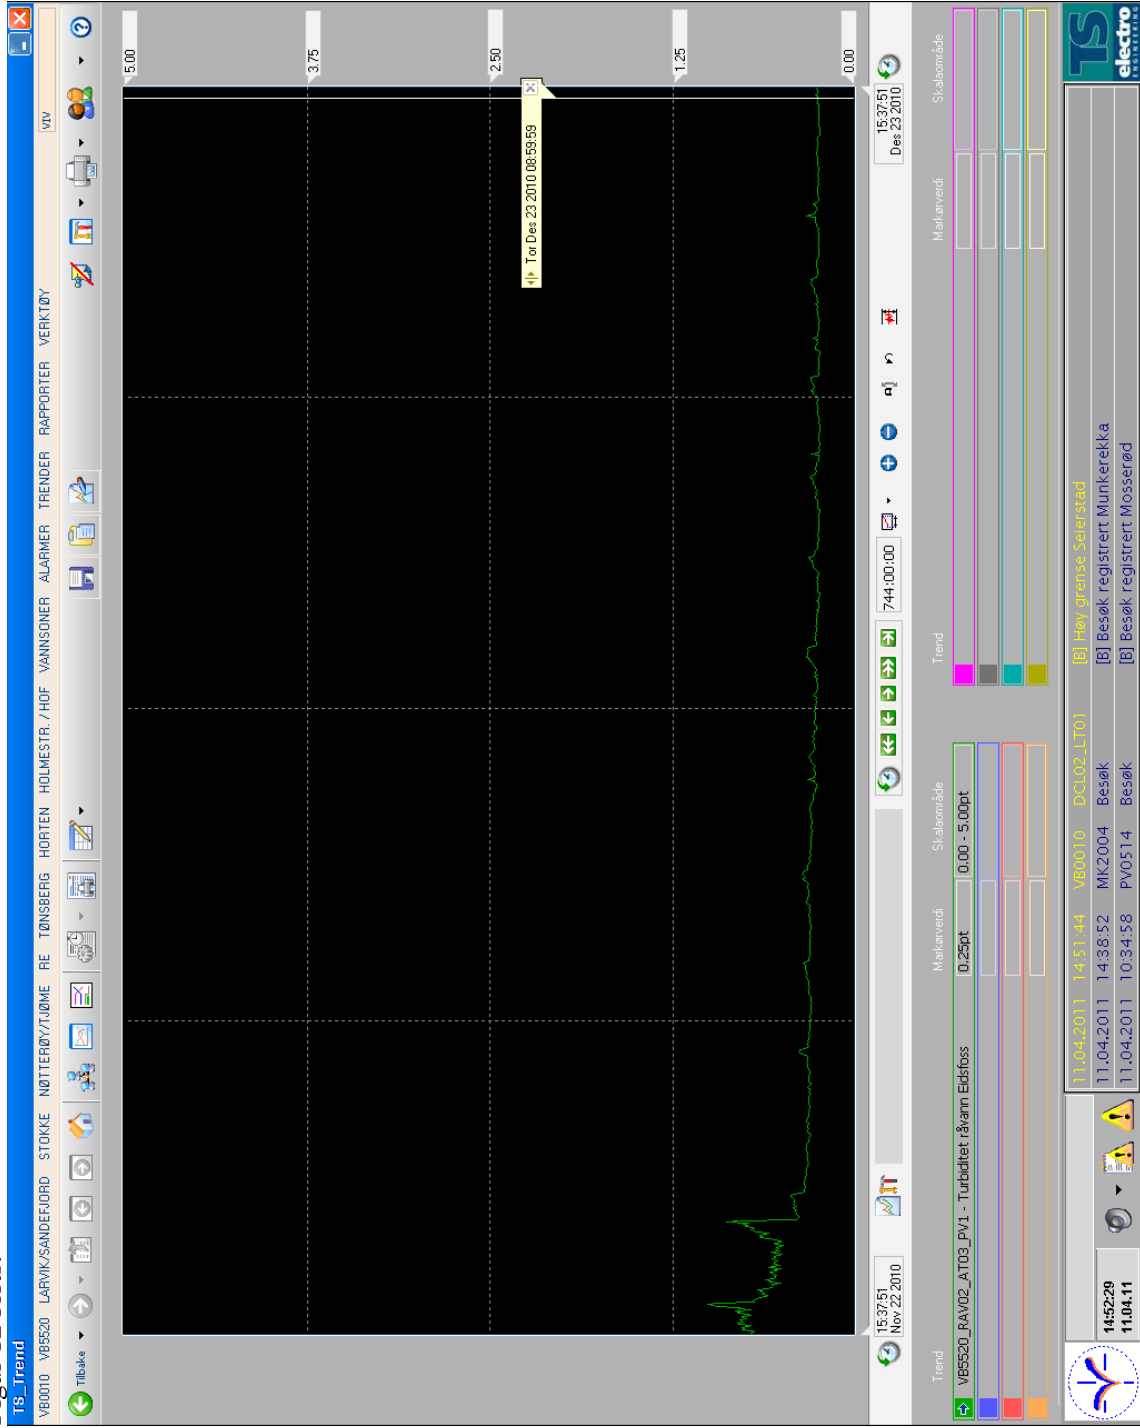 TS_Trend
VB0010 VB5520 LARVIK/SANDEFJORD STOKKE NØTTERØY/TJØME RE TØNSBERG HORTEN HOLMESTR. / HOF VANNSONER ALARMER TRENDER RAPPORTER VERKTØY
VIV
Tilbake
5.00
3.75
2.50
1.25
0.00
Tor Des 23 2010 08:59:59
15:37:51
Nov 22 2010
744:00:00
15:37:51
Des 23 2010
Trend Markørverdi Skalaområde Trend Markørverdi Skalaområde
VB5520_RAV02_AT03_PV1 - Turbiditet råvann Eidsfoss 0.25pt 0.00 - 5.00pt
14:52:29
11.04.11
11.04.2011 14:51:44 VB0010 DCL02_LT01 [B] Høy grense Seierstad
11.04.2011 14:38:52 MK2004 Besøk [B] Besøk registrert Munkerekka
11.04.2011 10:34:58 PV0514 Besøk [B] Besøk registrert Mosserød
TS
electro
ENGINEERING